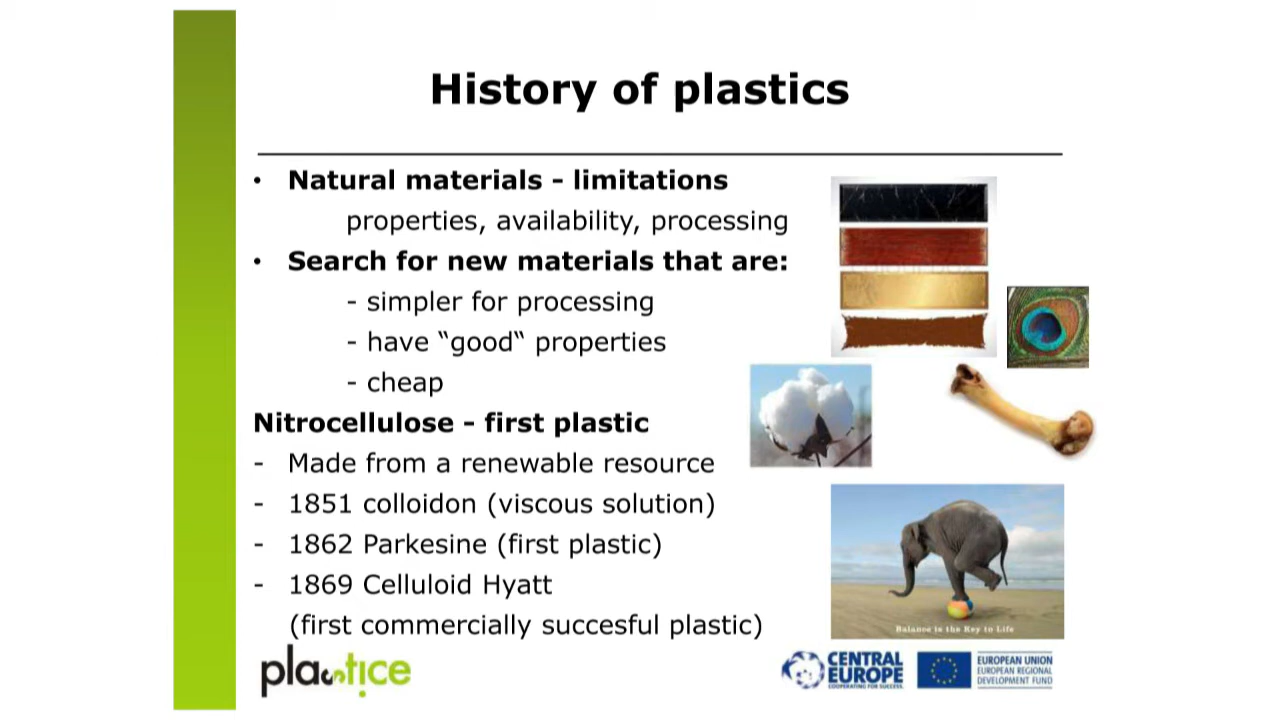 History of plastics
• Natural materials - limitations
properties, availability, processing
• Search for new materials that are:
- simpler for processing
- have “good“ properties
- cheap
Nitrocellulose - first plastic
- Made from a renewable resource
- 1851 colloidon (viscous solution)
- 1862 Parkesine (first plastic)
- 1869 Celluloid Hyatt
(first commercially succesful plastic)
Balance is the Key to Life
plastice
CENTRAL
EUROPE
COOPERATING FOR SUCCESS.
EUROPEAN UNION
EUROPEAN REGIONAL
DEVELOPMENT FUND